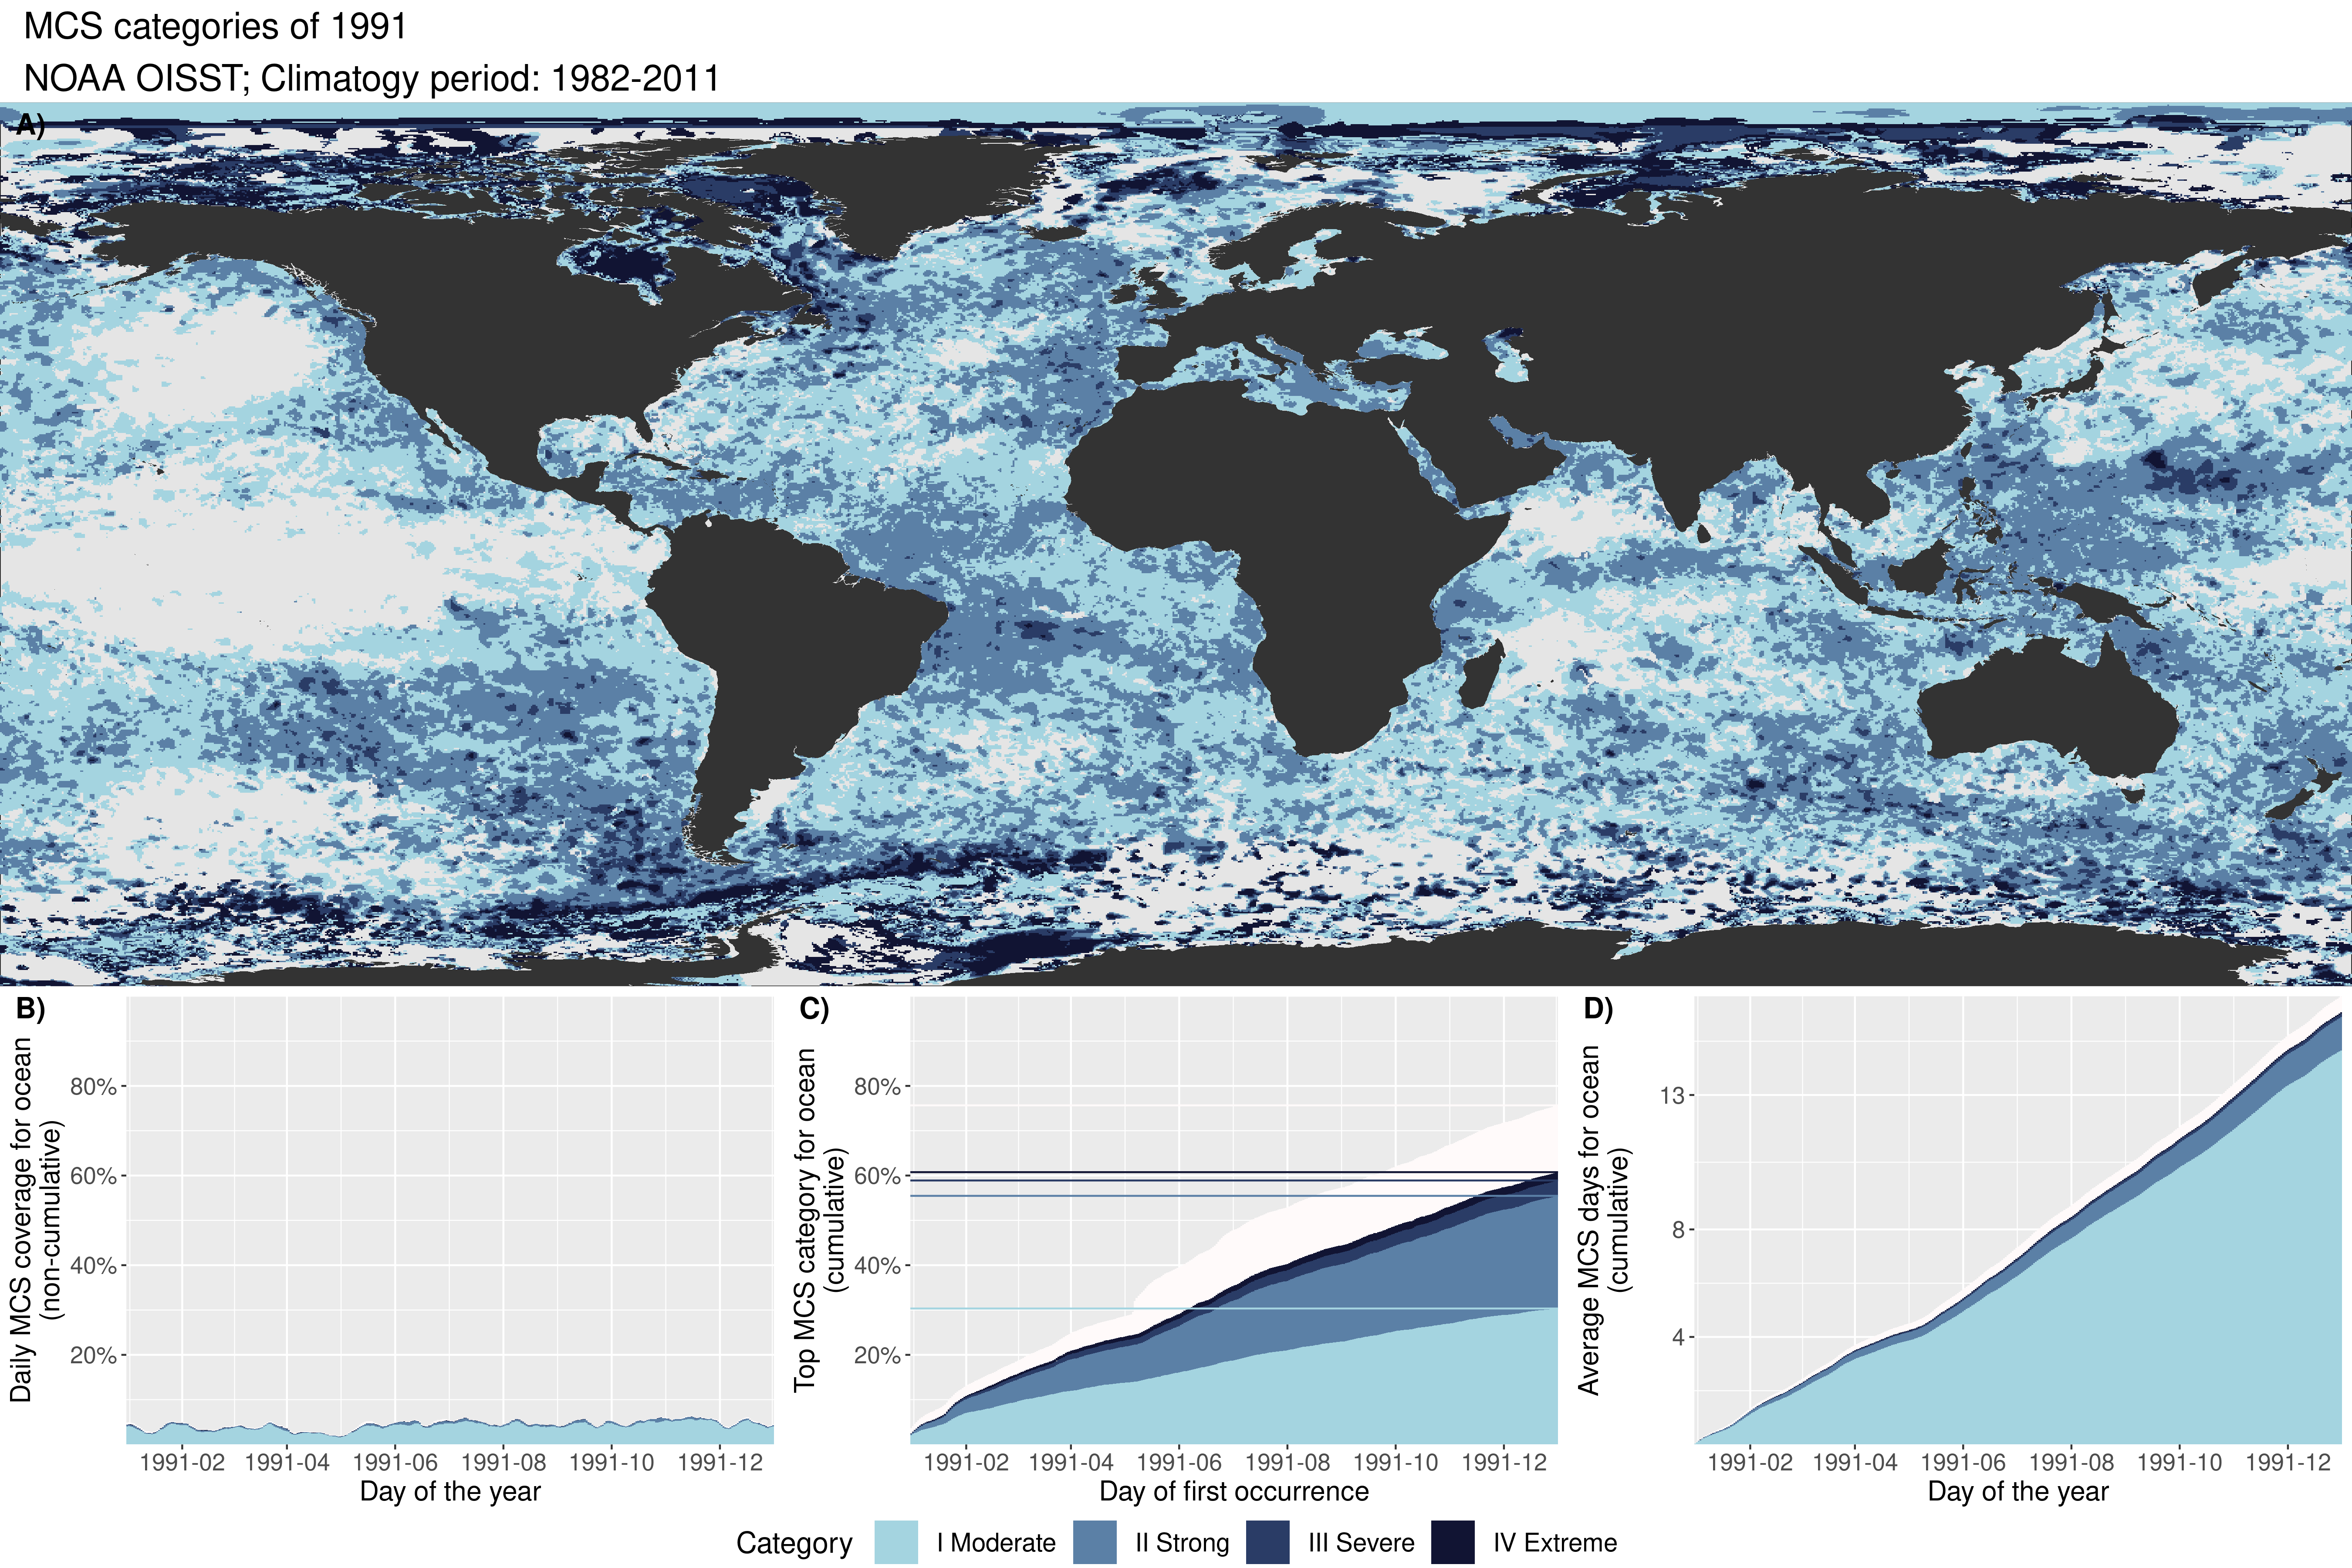 MCS categories of 1991
NOAA OISST; Climatogy period: 1982-2011
A)
B)
Daily MCS coverage for ocean
(non-cumulative)
80%
60%
40%
20%
1991-02 1991-04 1991-06 1991-08 1991-10 1991-12
Day of the year
C)
Top MCS category for ocean
(cumulative)
80%
60%
40%
20%
1991-02 1991-04 1991-06 1991-08 1991-10 1991-12
Day of first occurrence
D)
Average MCS days for ocean
(cumulative)
13
8
4
1991-02 1991-04 1991-06 1991-08 1991-10 1991-12
Day of the year
Category I Moderate II Strong III Severe IV Extreme